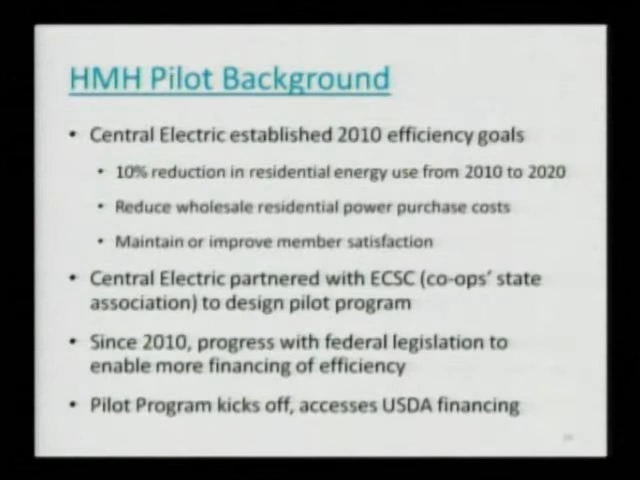 HMH Pilot Background
• Central Electric established 2010 efficiency goals
• 10% reduction in residential energy use from 2010 to 2020
• Reduce wholesale residential power purchase costs
• Maintain or improve member satisfaction
• Central Electric partnered with ECSC (co-ops' state
association) to design pilot program
• Since 2010, progress with federal legislation to
enable more financing of efficiency
• Pilot Program kicks off, accesses USDA financing